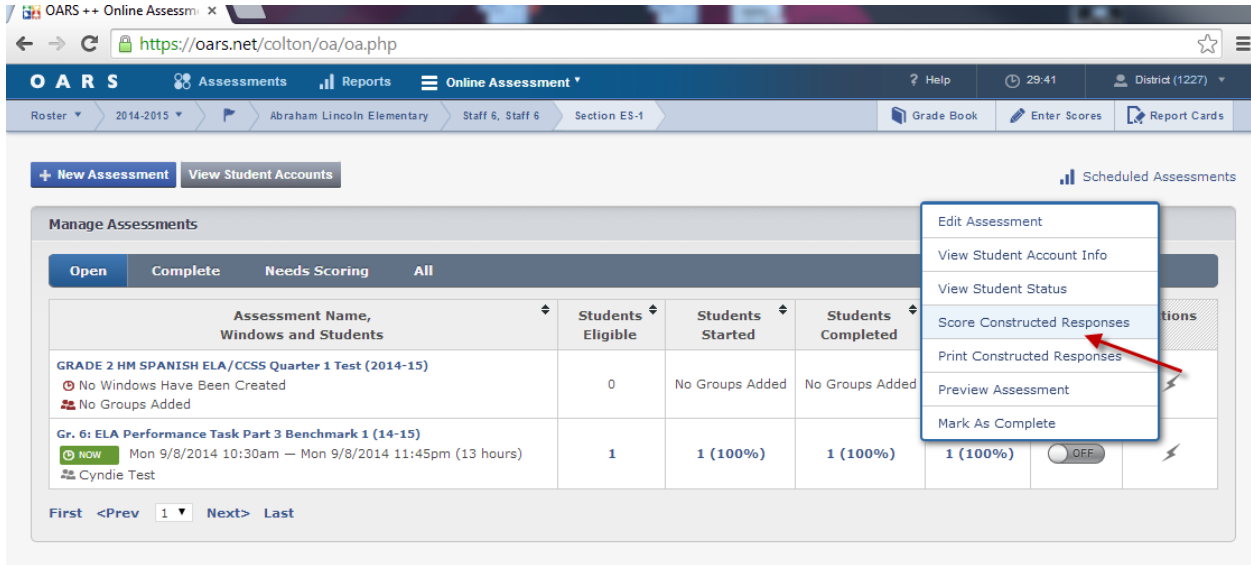 OARS ++ Online Assessm ×
https://oars.net/colton/oa/oa.php
OARS Assessments Reports Online Assessment ? Help 29:41 District (1227)
Roster 2014-2015 Abraham Lincoln Elementary Staff 6, Staff 6 Section ES-1 Grade Book Enter Scores Report Cards
+ New Assessment View Student Accounts Scheduled Assessments
Manage Assessments
Open Complete Needs Scoring All
Edit Assessment
View Student Account Info
View Student Status
Score Constructed Responses
Print Constructed Responses
Preview Assessment
Mark As Complete
Assessment Name, Students Students Students
Windows and Students Eligible Started Completed
GRADE 2 HM SPANISH ELA/CCSS Quarter 1 Test (2014-15)
No Windows Have Been Created 0 No Groups Added No Groups Added
No Groups Added
Gr. 6: ELA Performance Task Part 3 Benchmark 1 (14-15)
NOW Mon 9/8/2014 10:30am — Mon 9/8/2014 11:45pm (13 hours) 1 1 (100%) 1 (100%) 1 (100%) OFF
Cyndie Test
First <Prev 1 Next> Last